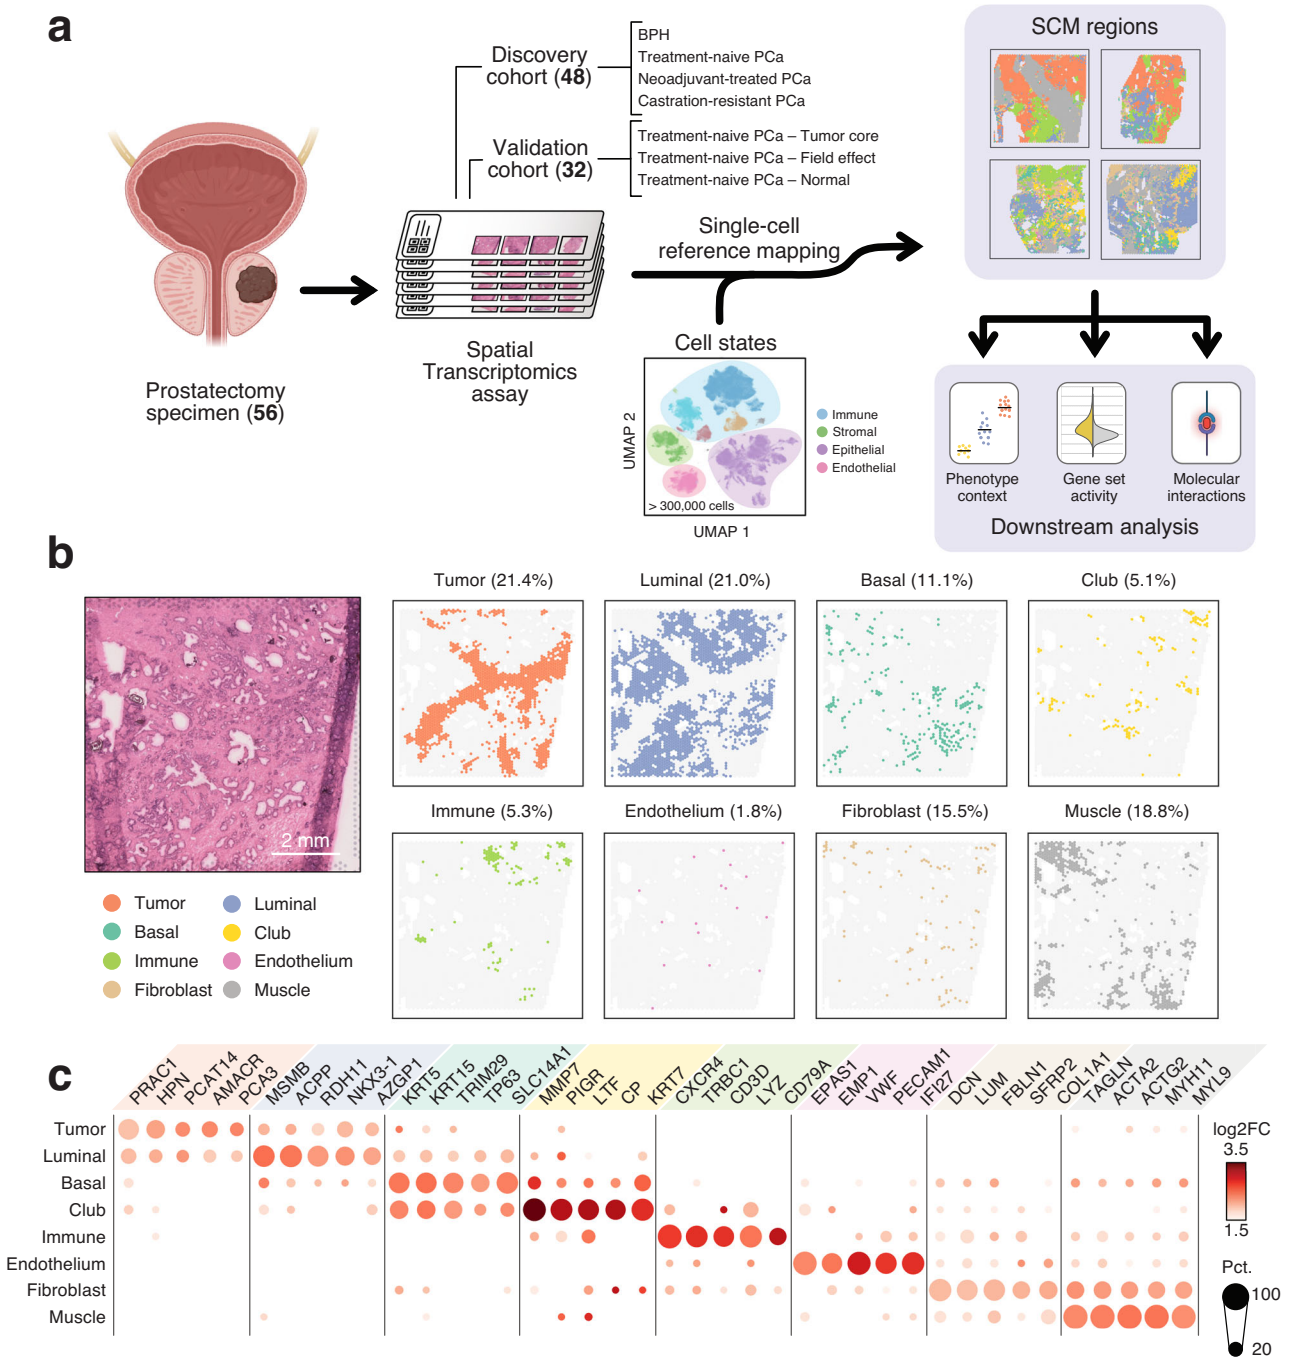 a
Discovery
cohort (48)
BPH
Treatment-naive PCa
Neoadjuvant-treated PCa
Castration-resistant PCa
Validation
cohort (32)
Treatment-naive PCa – Tumor core
Treatment-naive PCa – Field effect
Treatment-naive PCa – Normal
SCM regions
Single-cell
reference mapping
Prostatectomy
specimen (56)
Spatial
Transcriptomics
assay
Cell states
UMAP 2
> 300,000 cells
UMAP 1
Immune
Stromal
Epithelial
Endothelial
Phenotype
context
Gene set
activity
Molecular
interactions
Downstream analysis
b
2 mm
Tumor
Luminal
Basal
Club
Immune
Endothelium
Fibroblast
Muscle
Tumor (21.4%)
Luminal (21.0%)
Basal (11.1%)
Club (5.1%)
Immune (5.3%)
Endothelium (1.8%)
Fibroblast (15.5%)
Muscle (18.8%)
c
PRAC1
HPN
PCAT14
AMACR
PCA3
MSMB
ACPP
RDH11
NKX3-1
AZGP1
KRT5
KRT15
TRIM29
TP63
SLC14A1
MMP7
PIGR
LTF
CP
KRT7
CXCR4
TRBC1
CD3D
LYZ
CD79A
EPAS1
EMP1
VWF
PECAM1
IFI27
DCN
LUM
FBLN1
SFRP2
COL1A1
TAGLN
ACTA2
ACTG2
MYH11
MYL9
Tumor
Luminal
Basal
Club
Immune
Endothelium
Fibroblast
Muscle
log2FC
3.5
1.5
Pct.
100
20